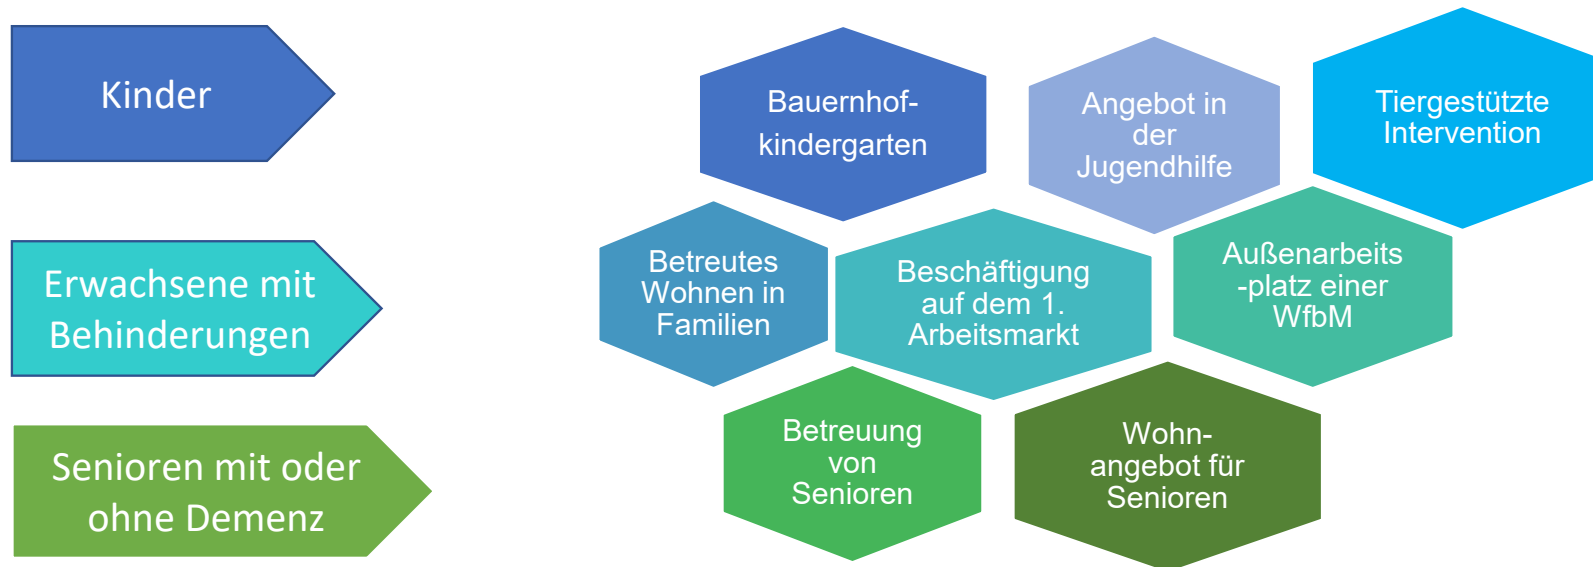 Kinder
Bauernhof-
kindergarten
Angebot in
der
Jugendhilfe
Tiergestützte
Intervention
Erwachsene mit
Behinderungen
Betreutes
Wohnen in
Familien
Beschäftigung
auf dem 1.
Arbeitsmarkt
Außenarbeits
-platz einer
WfbM
Senioren mit oder
ohne Demenz
Betreuung
von
Senioren
Wohn-
angebot für
Senioren